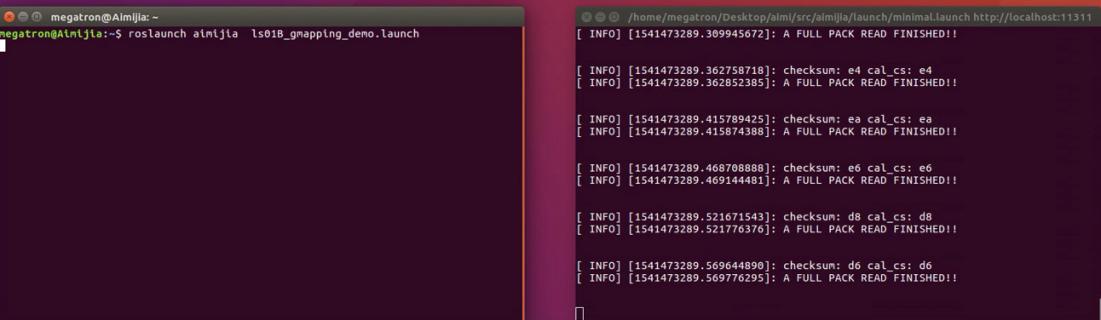 megatron@Aimijia: ~
megatron@Aimijia:~$ roslaunch aimijia  ls01B_gmapping_demo.launch
/home/megatron/Desktop/aimi/src/aimijia/launch/minimal.launch http://localhost:11311
[ INFO] [1541473289.309945672]: A FULL PACK READ FINISHED!!
[ INFO] [1541473289.362758718]: checksum: e4 cal_cs: e4
[ INFO] [1541473289.362852385]: A FULL PACK READ FINISHED!!
[ INFO] [1541473289.415789425]: checksum: ea cal_cs: ea
[ INFO] [1541473289.415874388]: A FULL PACK READ FINISHED!!
[ INFO] [1541473289.468708888]: checksum: e6 cal_cs: e6
[ INFO] [1541473289.469144481]: A FULL PACK READ FINISHED!!
[ INFO] [1541473289.521671543]: checksum: d8 cal_cs: d8
[ INFO] [1541473289.521776376]: A FULL PACK READ FINISHED!!
[ INFO] [1541473289.569644890]: checksum: d6 cal_cs: d6
[ INFO] [1541473289.569776295]: A FULL PACK READ FINISHED!!